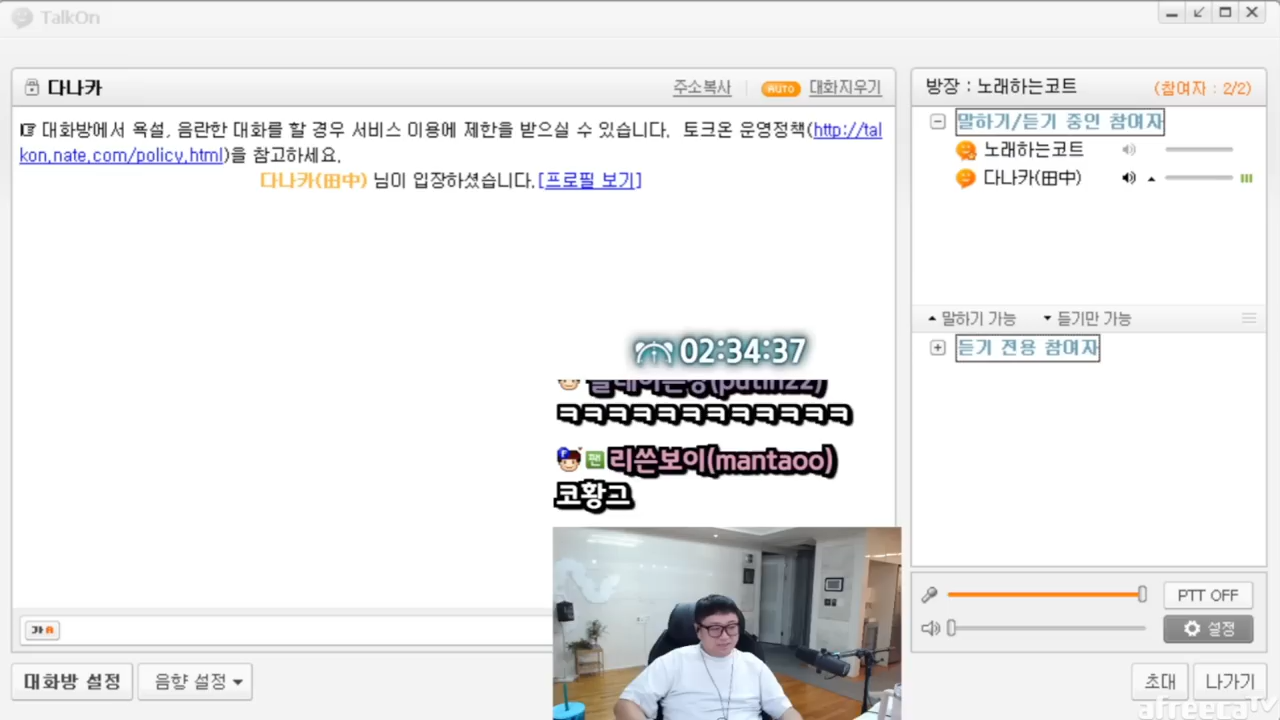 TalkOn
다나카
주소복사
AUTO 대화지우기
☞ 대화방에서 욕설, 음란한 대화를 할 경우 서비스 이용에 제한을 받으실 수 있습니다. 토크온 운영정책(http://tal
kon.nate.com/policy.html)을 참고하세요.
다나카(田中) 님이 입장하셨습니다.[프로필 보기]
02:34:37
(putin22)
ㅋㅋㅋㅋㅋㅋㅋㅋㅋㅋㅋㅋ
F 팬 리쓴보이(mantaoo)
코황그
가
대화방 설정
음향 설정
방장 : 노래하는코트
(참여자 : 2/2)
말하기/듣기 중인 참여자
노래하는코트
다나카(田中)
말하기 가능
듣기만 가능
듣기 전용 참여자
PTT OFF
설정
초대
나가기
afreecaTV